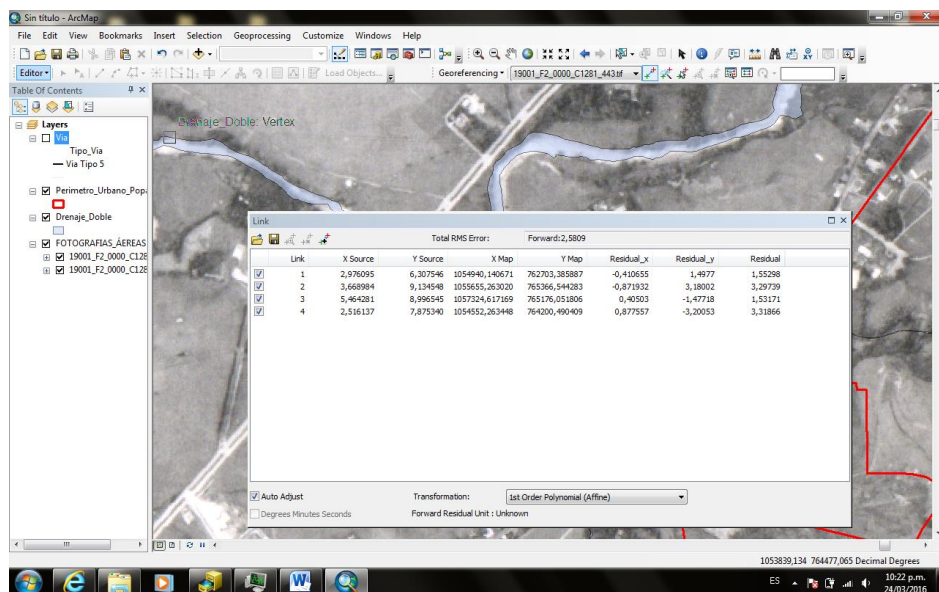 Sin título - ArcMap
File Edit View Bookmarks Insert Selection Geoprocessing Customize Windows Help
Editor Load Objects... Georeferencing 19001_F2_0000_C1281_443.tif
Table Of Contents
Layers
Via
Tipo_Via
Via Tipo 5
Perimetro_Urbano_Pop
Drenaje_Doble
FOTOGRAFIAS_ÁEREAS
19001_F2_0000_C128
19001_F2_0000_C128
Drenaje_Doble: Vertex
Link
Total RMS Error: Forward:2,5809
Link X Source Y Source X Map Y Map Residual_x Residual_y Residual
1 2,976095 6,307546 1054940,140671 762703,385887 -0,410655 1,4977 1,55298
2 3,668984 9,134548 1055655,263020 765366,544283 -0,871932 3,18002 3,29739
3 5,464281 8,996545 1057324,617169 765176,051806 0,40503 -1,47718 1,53171
4 2,516137 7,875340 1054552,263448 764200,490409 0,877557 -3,20053 3,31866
Auto Adjust Transformation: 1st Order Polynomial (Affine)
Degrees Minutes Seconds Forward Residual Unit : Unknown
1053839,134 764477,065 Decimal Degrees
ES 10:22 p.m.
24/03/2016